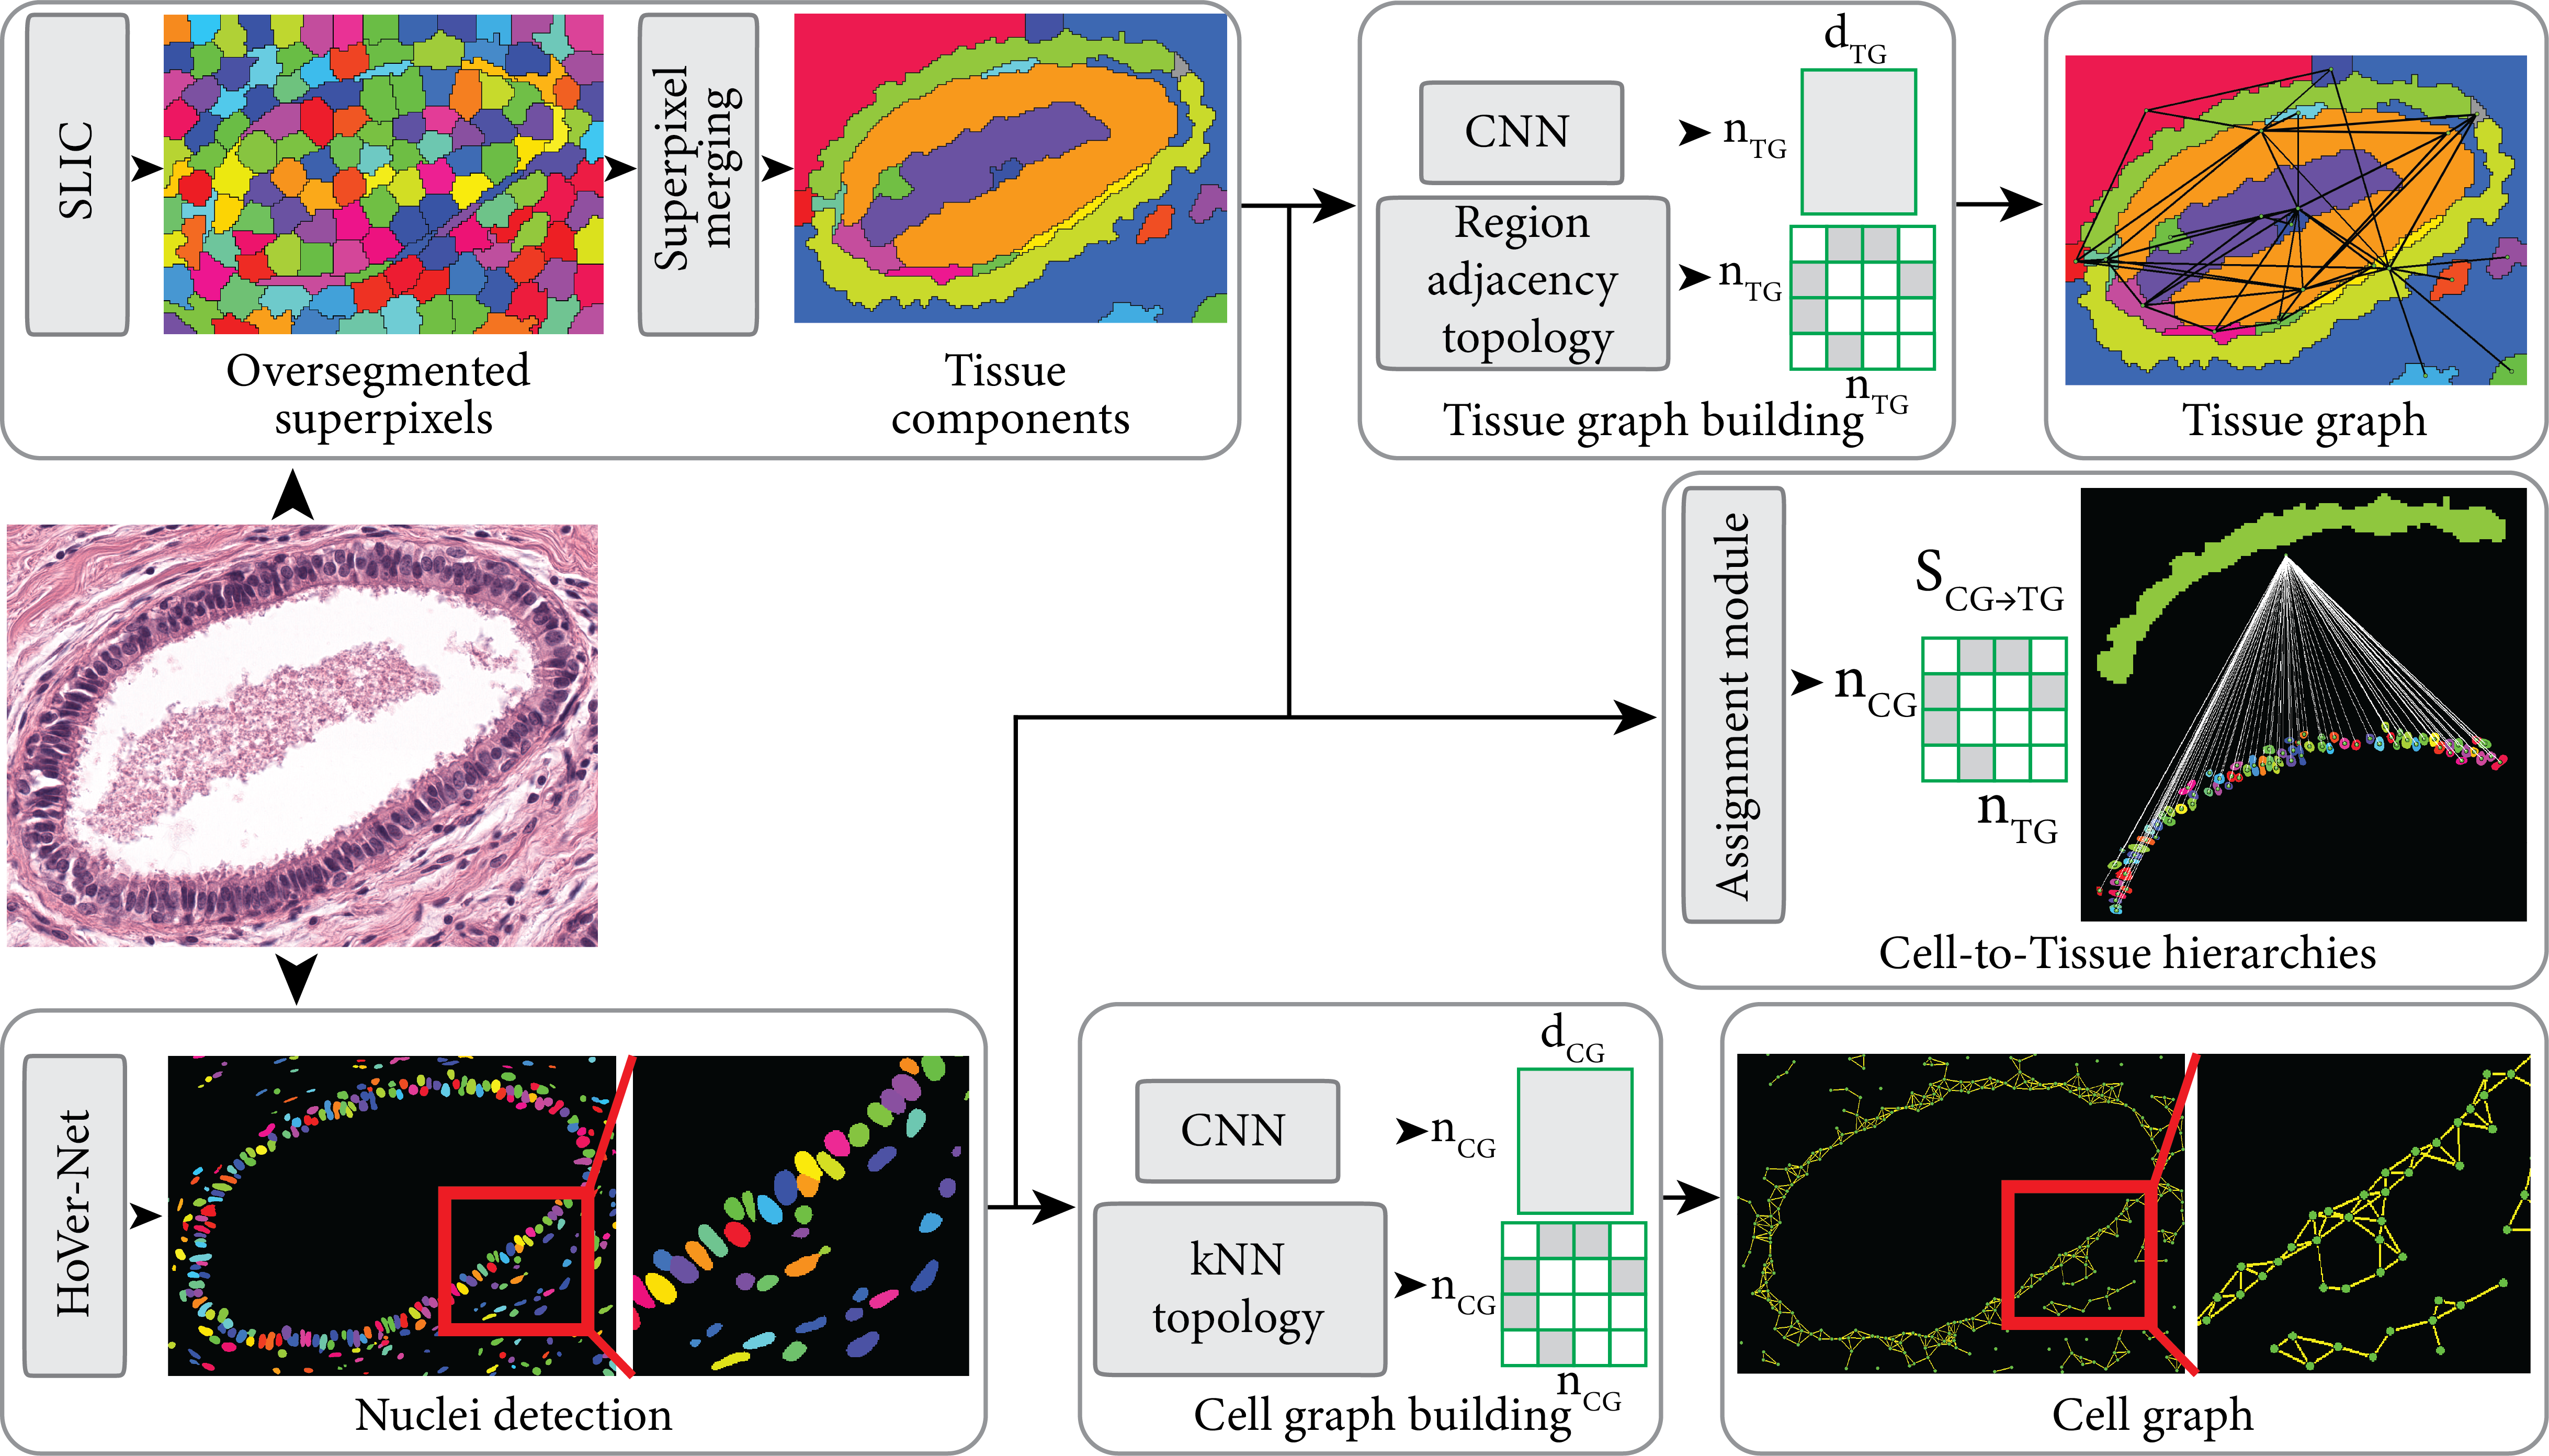 SLIC
Oversegmented
superpixels
Superpixel
merging
Tissue
components
CNN
d_TG
n_TG
Region
adjacency
topology
n_TG
n_TG
Tissue graph building
Tissue graph
Assignment module
S_CG→TG
n_CG
n_TG
Cell-to-Tissue hierarchies
HoVer-Net
Nuclei detection
CNN
d_CG
n_CG
kNN
topology
n_CG
n_CG
Cell graph building
Cell graph